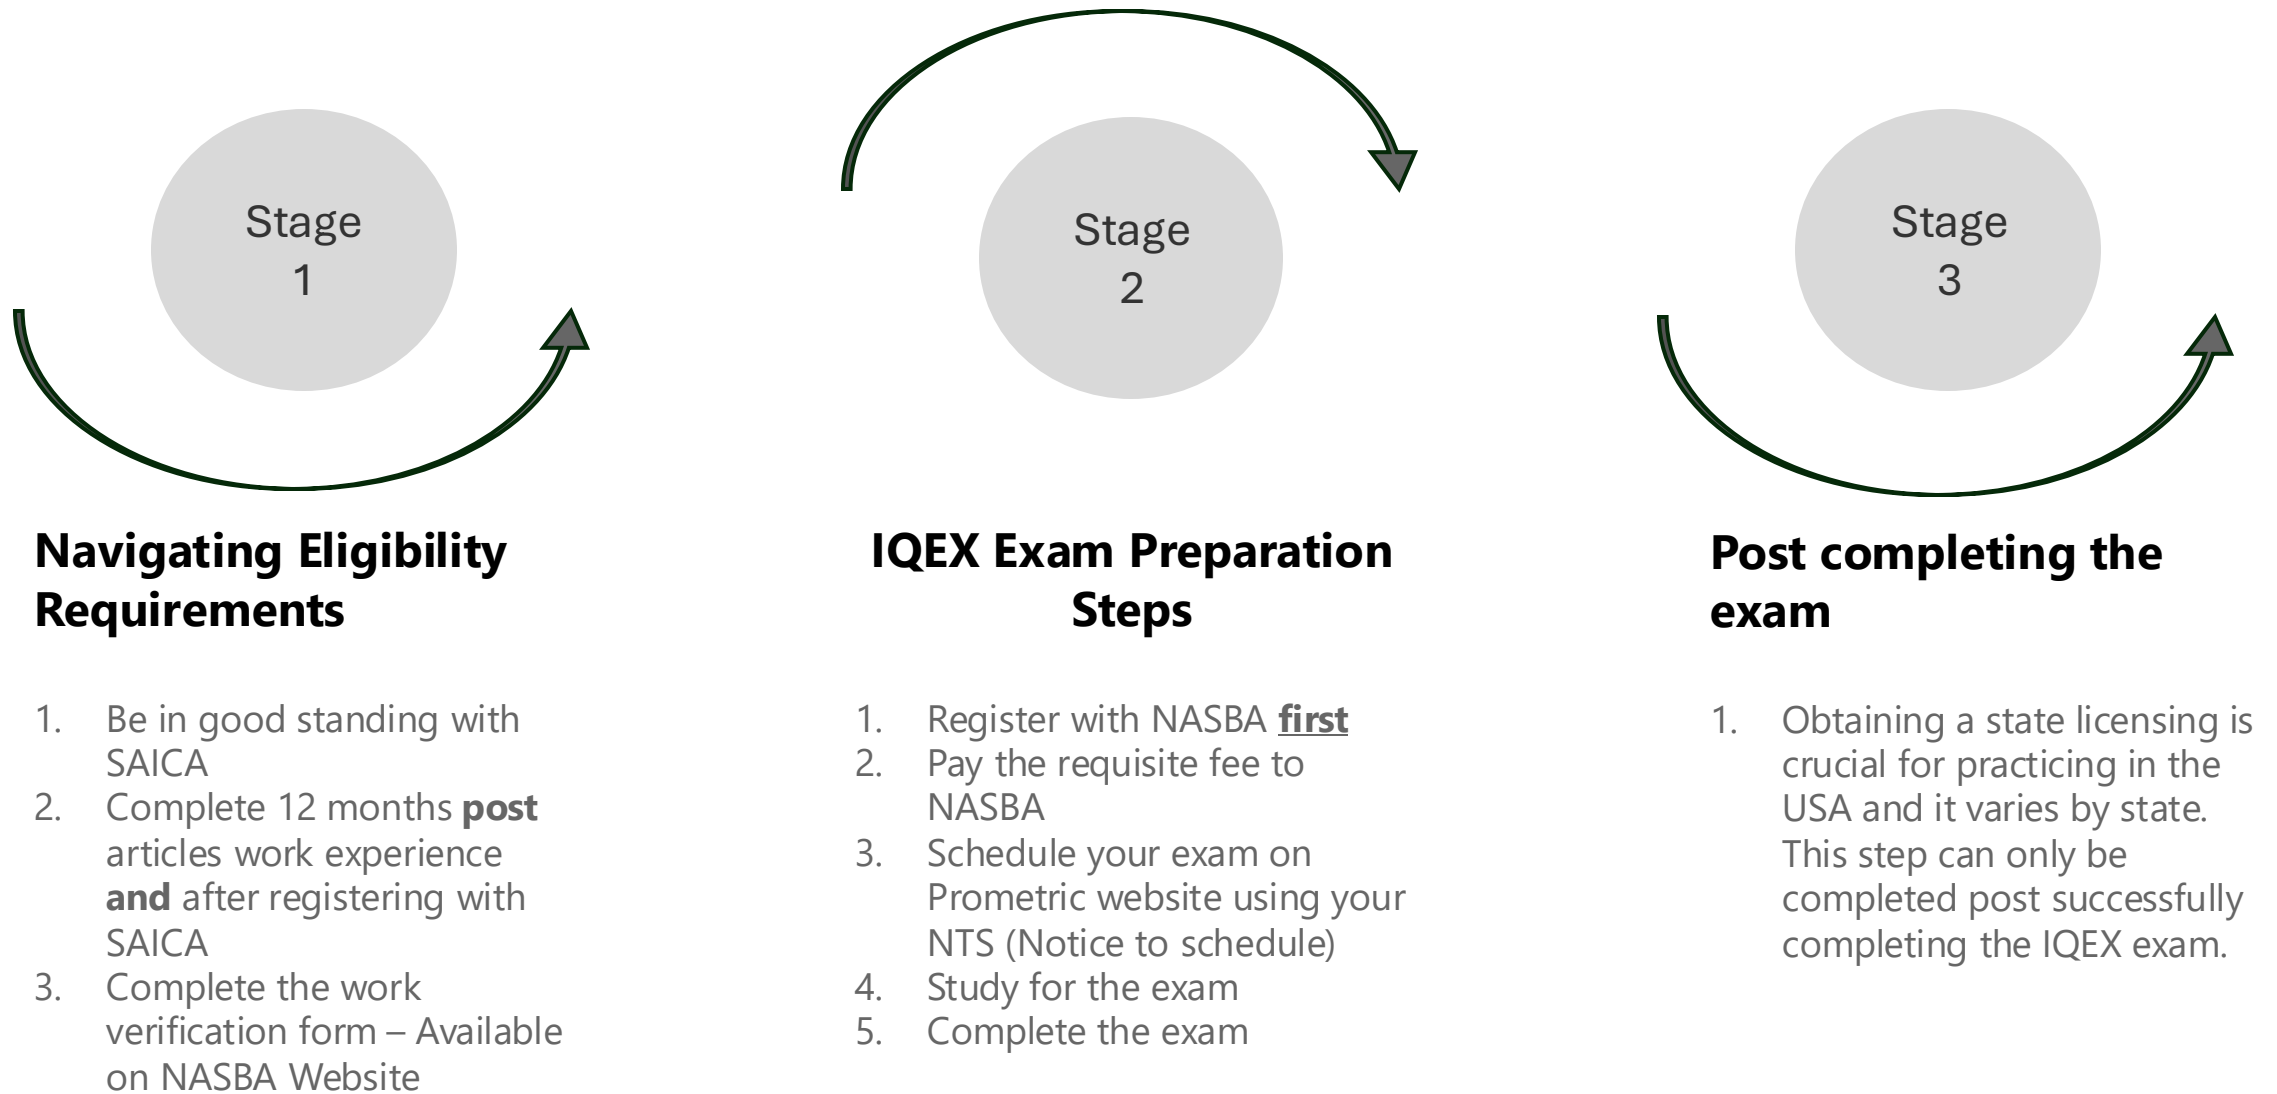 Stage
1
Stage
2
Stage
3
Navigating Eligibility
Requirements
1. Be in good standing with
SAICA
2. Complete 12 months post
articles work experience
and after registering with
SAICA
3. Complete the work
verification form – Available
on NASBA Website
IQEX Exam Preparation
Steps
1. Register with NASBA first
2. Pay the requisite fee to
NASBA
3. Schedule your exam on
Prometric website using your
NTS (Notice to schedule)
4. Study for the exam
5. Complete the exam
Post completing the
exam
1. Obtaining a state licensing is
crucial for practicing in the
USA and it varies by state.
This step can only be
completed post successfully
completing the IQEX exam.